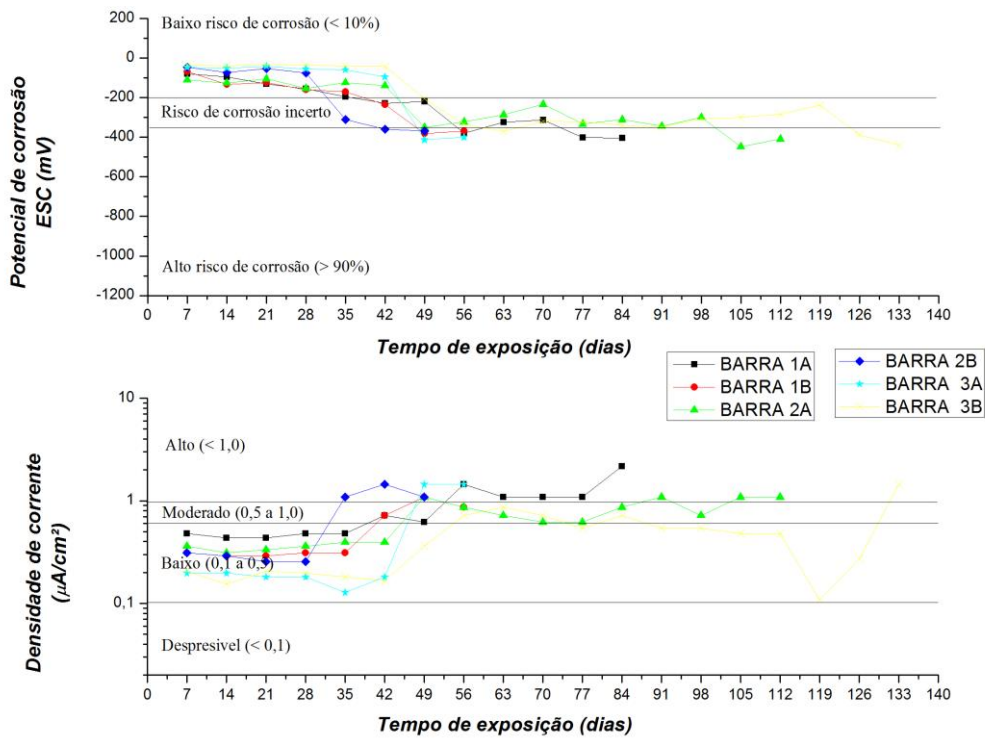 200
Baixo risco de corrosão (< 10%)
0
-200
Risco de corrosão incerto
-400
-600
-800
-1000
Alto risco de corrosão (> 90%)
-1200
Potencial de corrosão
ESC (mV)
0 7 14 21 28 35 42 49 56 63 70 77 84 91 98 105 112 119 126 133 140
Tempo de exposição (dias)
BARRA 1A
BARRA 1B
BARRA 2A
BARRA 2B
BARRA 3A
BARRA 3B
10
Alto (< 1,0)
1
Moderado (0,5 a 1,0)
Baixo (0,1 a 0,5)
0,1
Despresivel (< 0,1)
Densidade de corrente
(µA/cm²)
0 7 14 21 28 35 42 49 56 63 70 77 84 91 98 105 112 119 126 133 140
Tempo de exposição (dias)